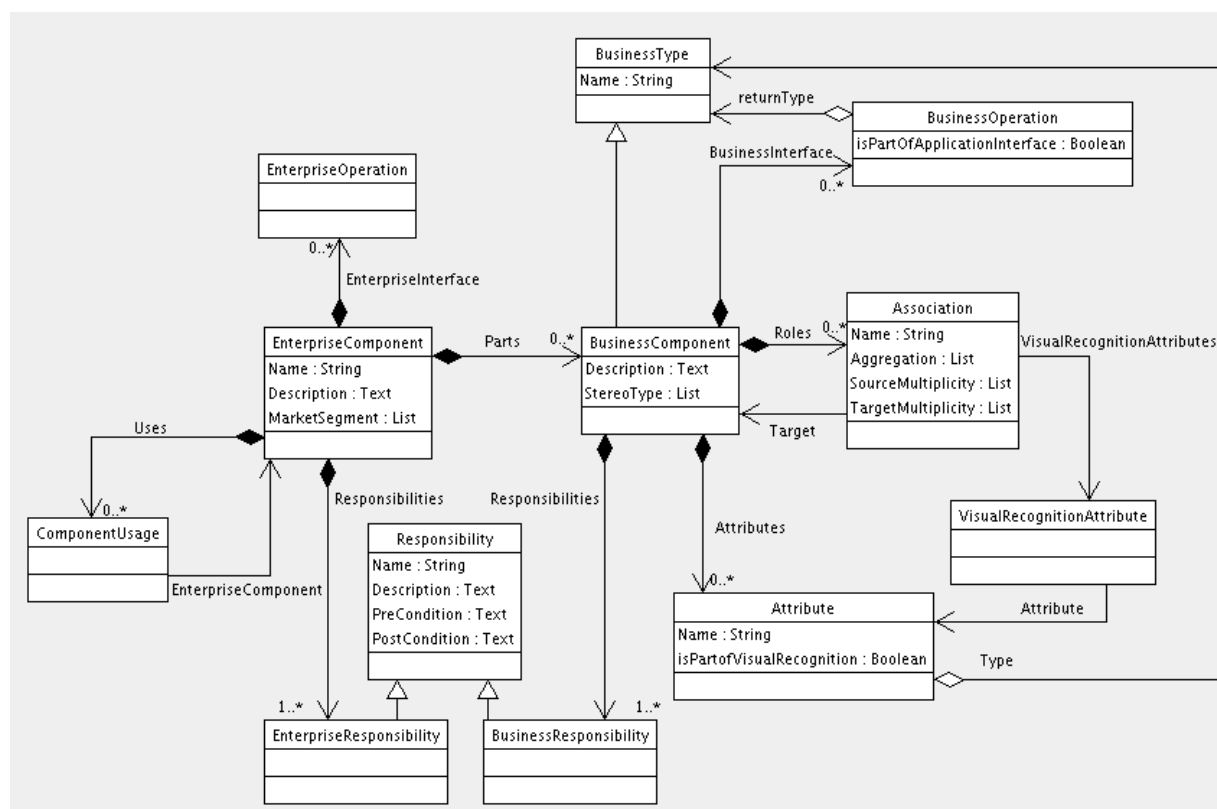 BusinessType
Name : String
returnType
BusinessOperation
isPartOfApplicationInterface : Boolean
BusinessInterface
0..*
EnterpriseOperation
0..*
EnterpriseInterface
EnterpriseComponent
Name : String
Description : Text
MarketSegment : List
Parts
0..*
BusinessComponent
Description : Text
StereoType : List
Roles
0..*
Association
Name : String
Aggregation : List
SourceMultiplicity : List
TargetMultiplicity : List
VisualRecognitionAttributes
Target
Uses
0..*
ComponentUsage
EnterpriseComponent
Responsibilities
Responsibilities
Attributes
0..*
Responsibility
Name : String
Description : Text
PreCondition : Text
PostCondition : Text
VisualRecognitionAttribute
Attribute
Attribute
Name : String
isPartofVisualRecognition : Boolean
Type
1..*
EnterpriseResponsibility
1..*
BusinessResponsibility